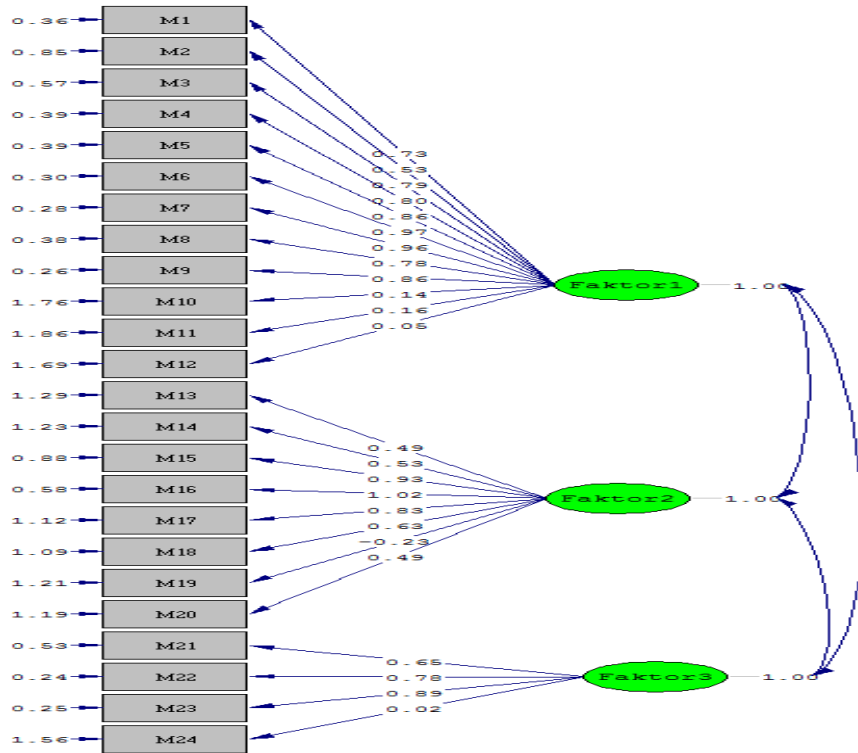 0.36 M1
0.85 M2
0.57 M3
0.39 M4
0.39 M5
0.30 M6
0.28 M7
0.38 M8
0.26 M9
1.76 M10
1.86 M11
1.69 M12
0.73
0.53
0.79
0.80
0.86
0.97
0.96
0.78
0.86
0.14
0.16
0.05
Faktor1 1.00
1.29 M13
1.23 M14
0.88 M15
0.58 M16
1.12 M17
1.09 M18
1.21 M19
1.19 M20
0.49
0.53
0.93
1.02
0.83
0.63
-0.23
0.49
Faktor2 1.00
0.53 M21
0.24 M22
0.25 M23
1.56 M24
0.65
0.78
0.89
0.02
Faktor3 1.00